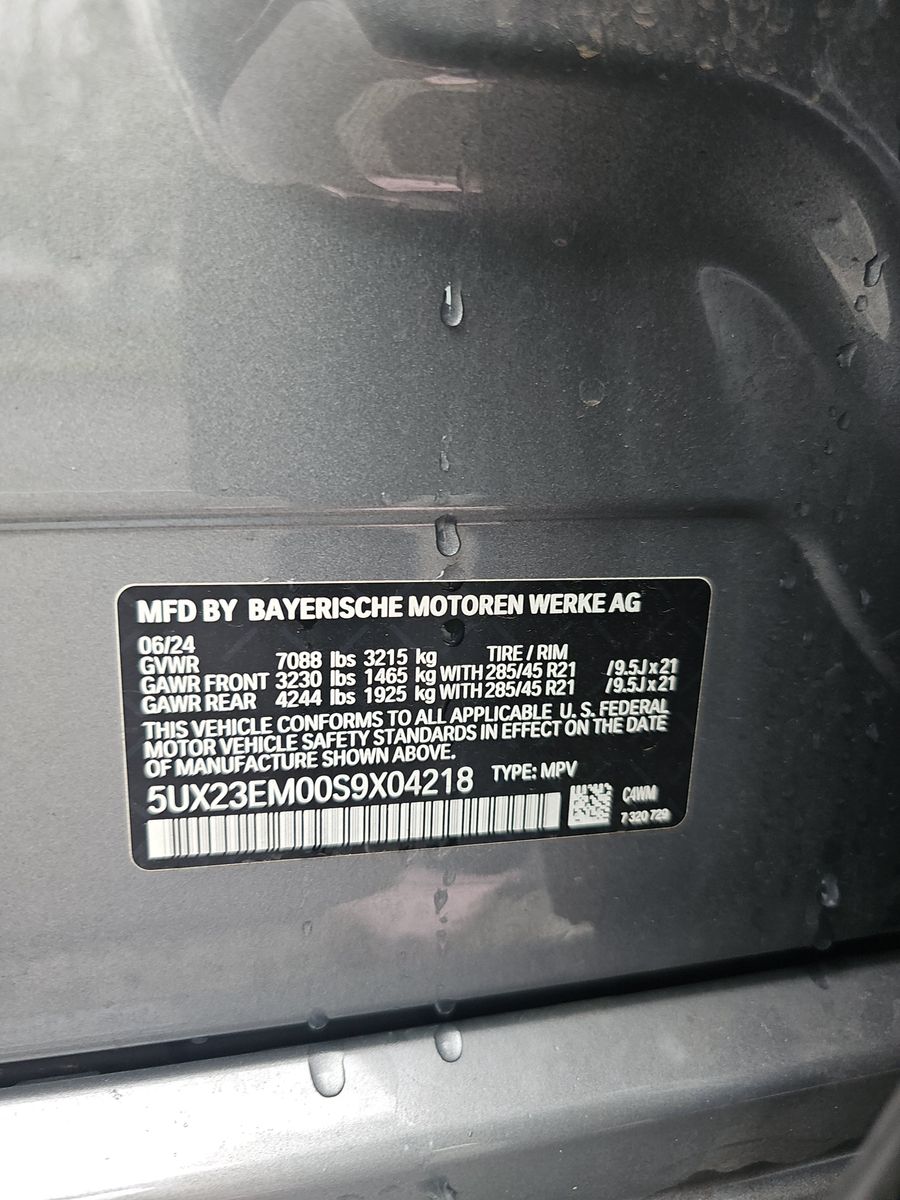 MFD BY BAYERISCHE MOTOREN WERKE AG
06/24 TIRE / RIM
GVWR 7088 lbs 3215 kg
GAWR FRONT 3230 lbs 1465 kg WITH 285/45 R21 /9.5J x 21
GAWR REAR 4244 lbs 1925 kg WITH 285/45 R21 /9.5J x 21
THIS VEHICLE CONFORMS TO ALL APPLICABLE U. S. FEDERAL
MOTOR VEHICLE SAFETY STANDARDS IN EFFECT ON THE DATE
OF MANUFACTURE SHOWN ABOVE.
5UX23EM00S9X04218 TYPE: MPV
C4WM
7 320 729